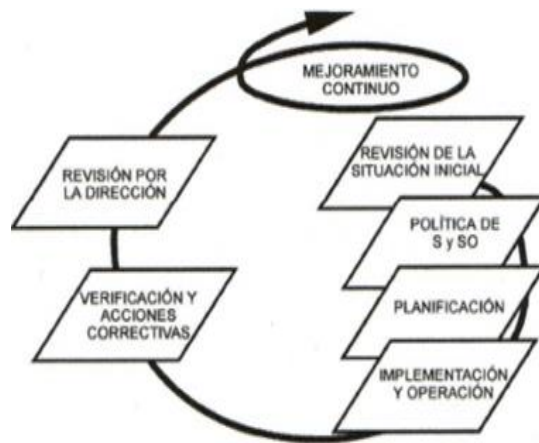 MEJORAMIENTO
CONTINUO
REVISIÓN DE LA
SITUACIÓN INICIAL
POLÍTICA DE
S y SO
PLANIFICACIÓN
IMPLEMENTACIÓN
Y OPERACIÓN
VERIFICACIÓN Y
ACCIONES
CORRECTIVAS
REVISIÓN POR
LA DIRECCIÓN